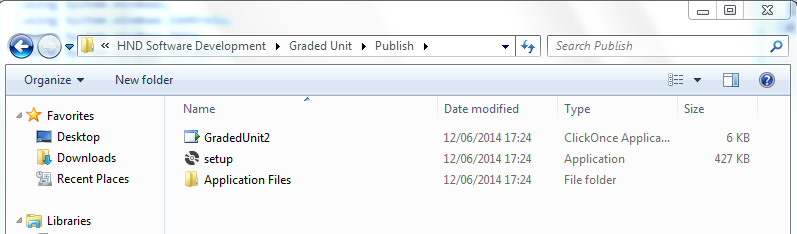 « HND Software Development Graded Unit Publish Search Publish
Organize New folder
Name Date modified Type Size
Favorites
Desktop
Downloads
Recent Places
Libraries
GradedUnit2 12/06/2014 17:24 ClickOnce Applica... 6 KB
setup 12/06/2014 17:24 Application 427 KB
Application Files 12/06/2014 17:24 File folder